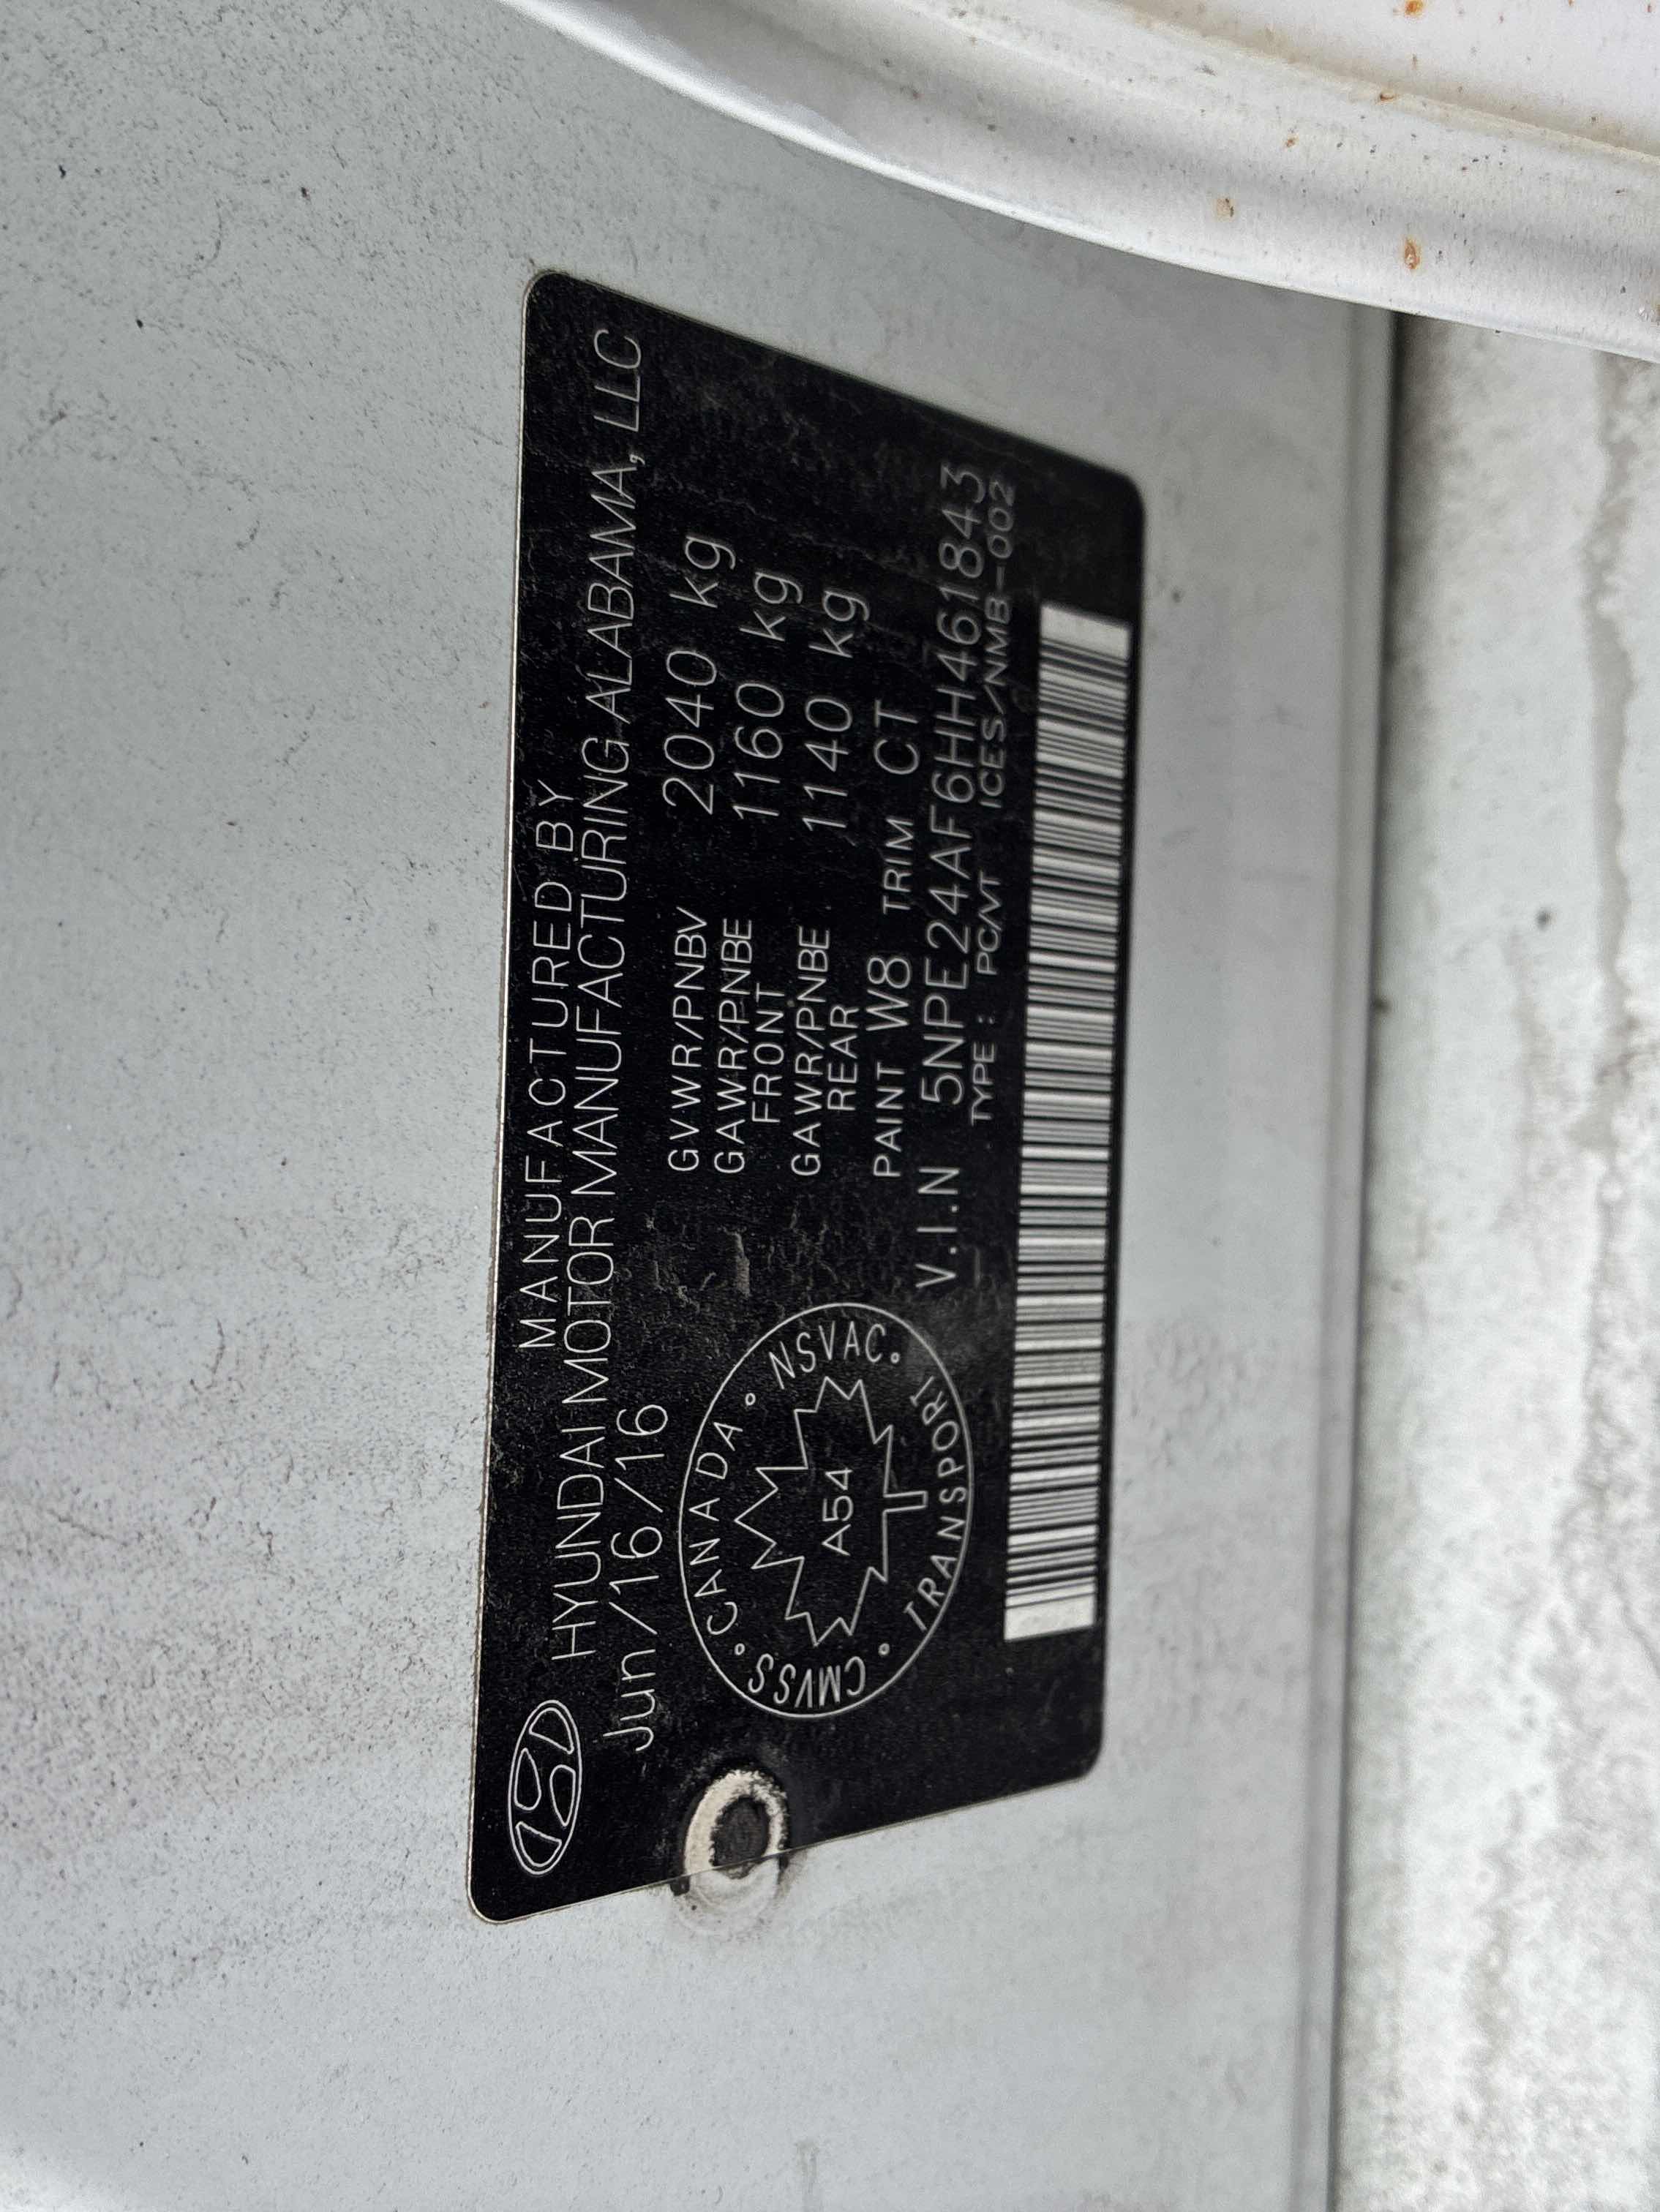 MANUFACTURED BY
HYUNDAI MOTOR MANUFACTURING ALABAMA, LLC
Jun/16/16
GVWR/PNBV 2040 kg
GAWR/PNBE FRONT 1160 kg
GAWR/PNBE REAR 1140 kg
PAINT W8 TRIM CT
V.I.N 5NPE24AF6HH461843
TYPE : PC/VT ICES/NMB-002
CANADA
NSVAC
TRANSPORT
CMVSS
A54